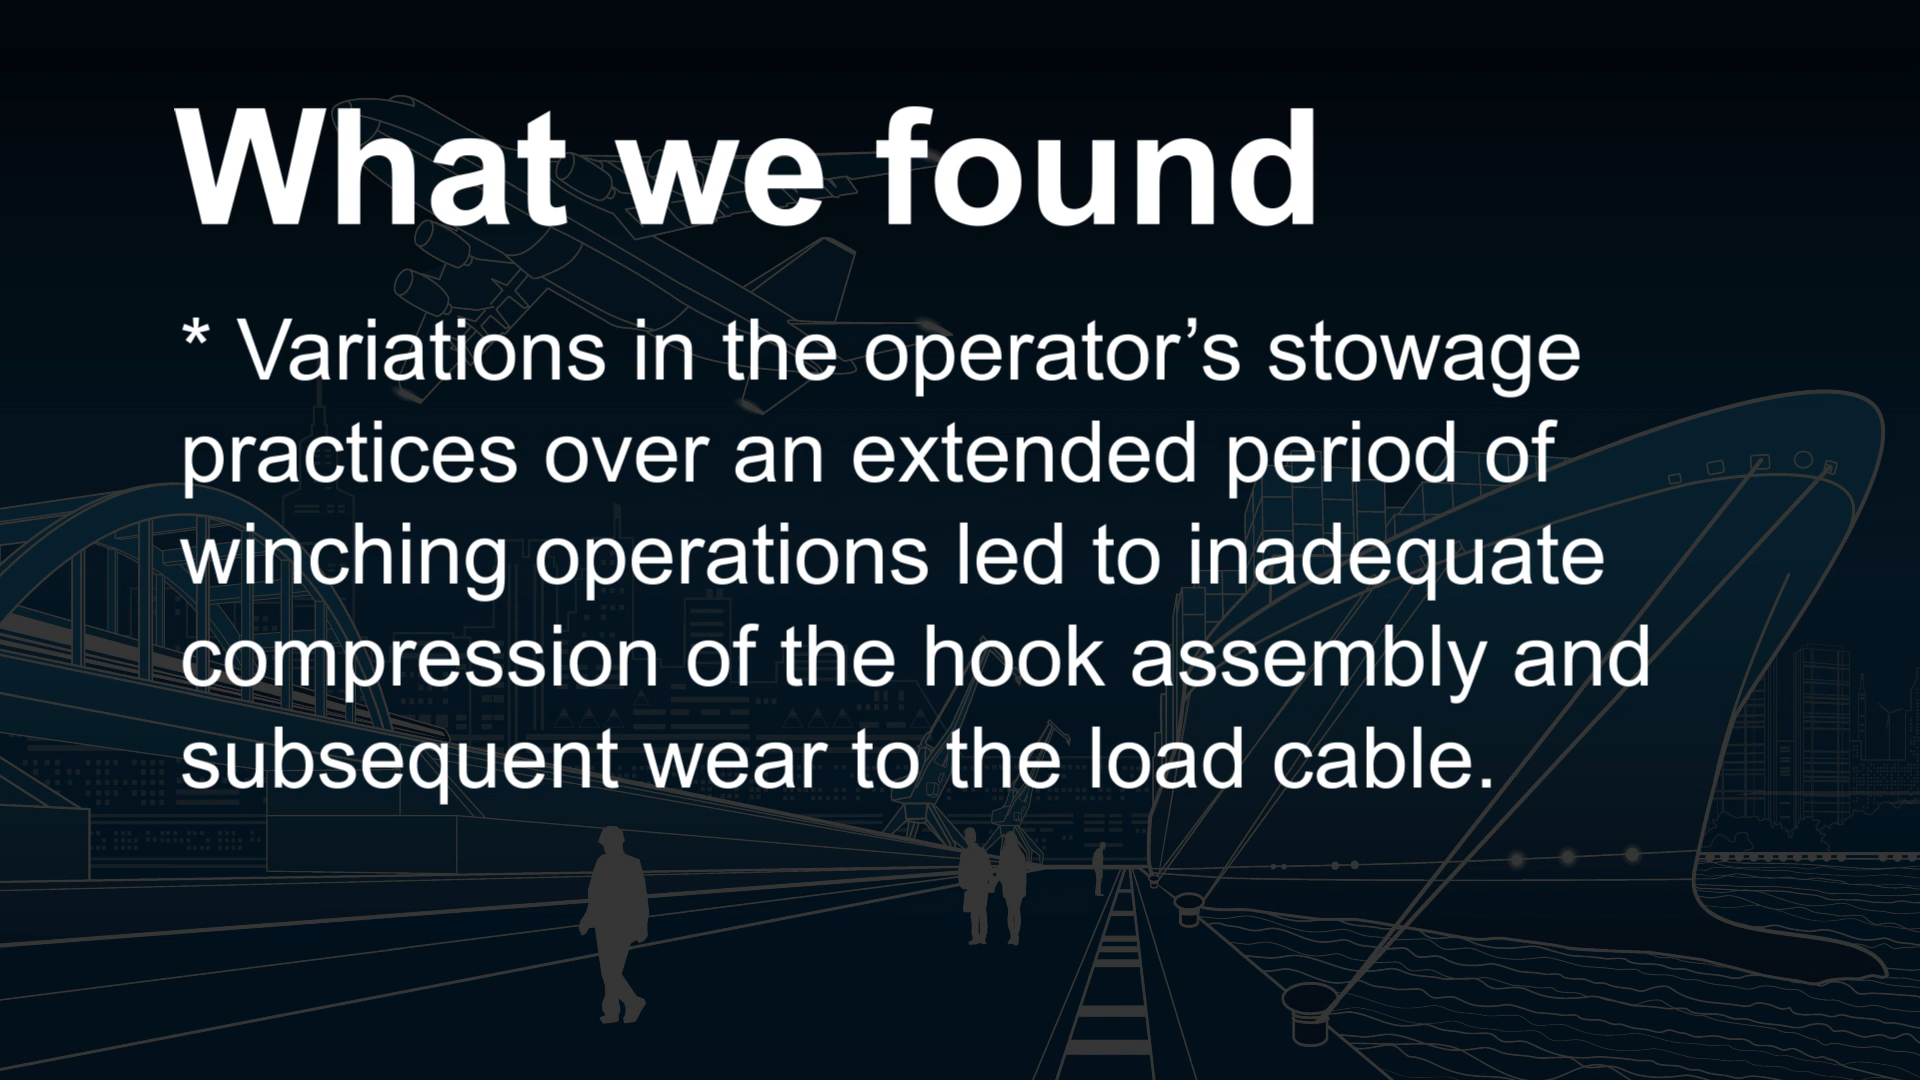 What we found
* Variations in the operator’s stowage
practices over an extended period of
winching operations led to inadequate
compression of the hook assembly and
subsequent wear to the load cable.